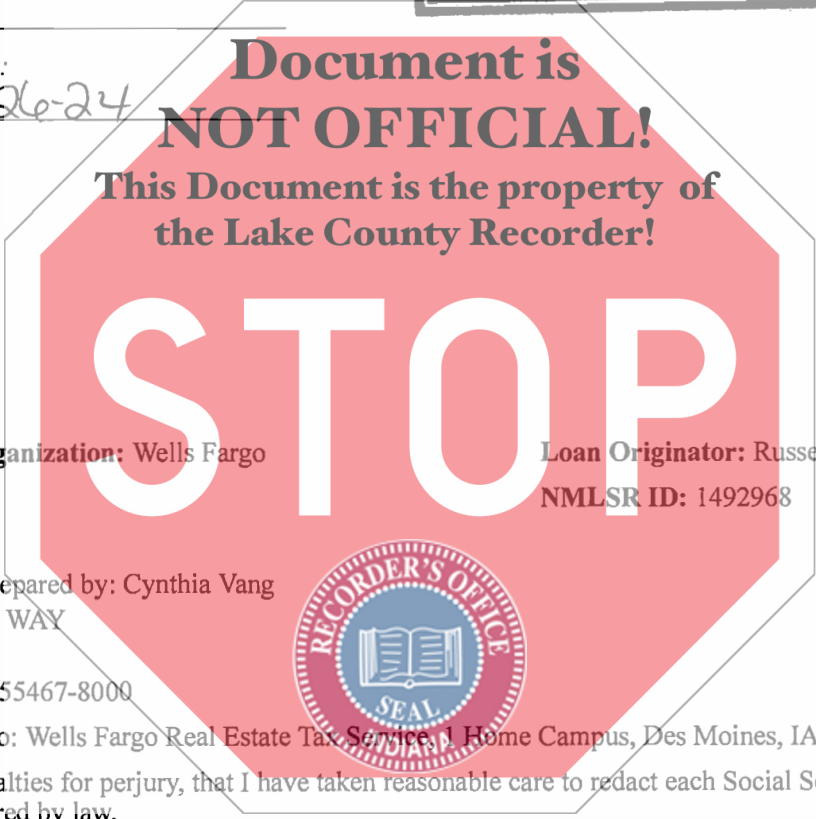 :
26-24
Document is
NOT OFFICIAL!
This Document is the property of
the Lake County Recorder!
STOP
ganization: Wells Fargo
Loan Originator: Russe
NMLSR ID: 1492968
epared by: Cynthia Vang
WAY
RECORDER'S OFFICE
SEAL
INDIANA
55467-8000
o: Wells Fargo Real Estate Tax Service, 1 Home Campus, Des Moines, IA
alties for perjury, that I have taken reasonable care to redact each Social Se
red by law.